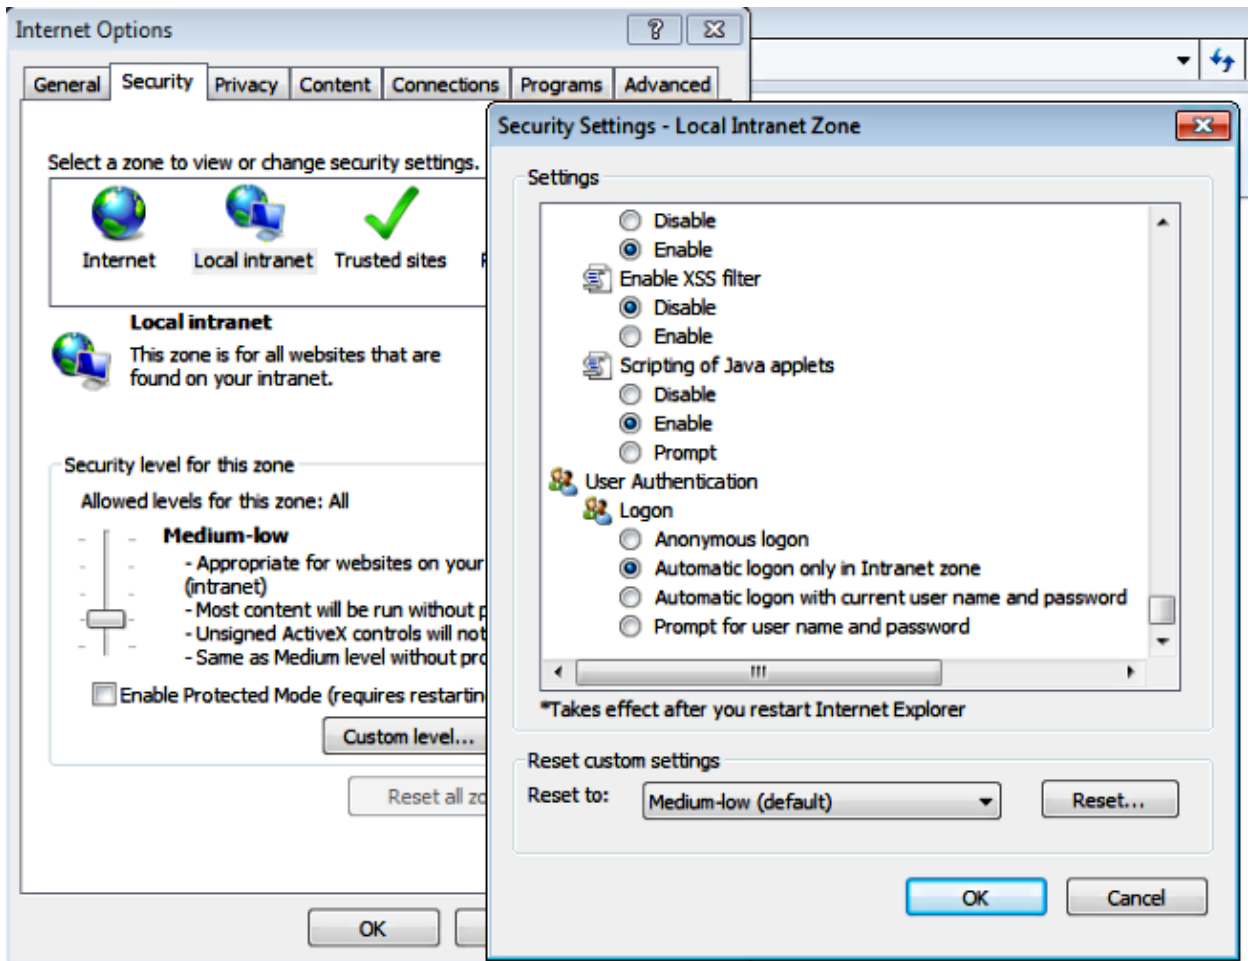 Internet Options
General Security Privacy Content Connections Programs Advanced
Select a zone to view or change security settings.
Internet Local intranet Trusted sites
Local intranet
This zone is for all websites that are
found on your intranet.
Security level for this zone
Allowed levels for this zone: All
Medium-low
- Appropriate for websites on your
(intranet)
- Most content will be run without
- Unsigned ActiveX controls will not
- Same as Medium level without
Enable Protected Mode (requires
Custom level...
Reset all
OK
Security Settings - Local Intranet Zone
Settings
Disable
Enable
Enable XSS filter
Disable
Enable
Scripting of Java applets
Disable
Enable
Prompt
User Authentication
Logon
Anonymous logon
Automatic logon only in Intranet zone
Automatic logon with current user name and password
Prompt for user name and password
*Takes effect after you restart Internet Explorer
Reset custom settings
Reset to: Medium-low (default) Reset...
OK Cancel